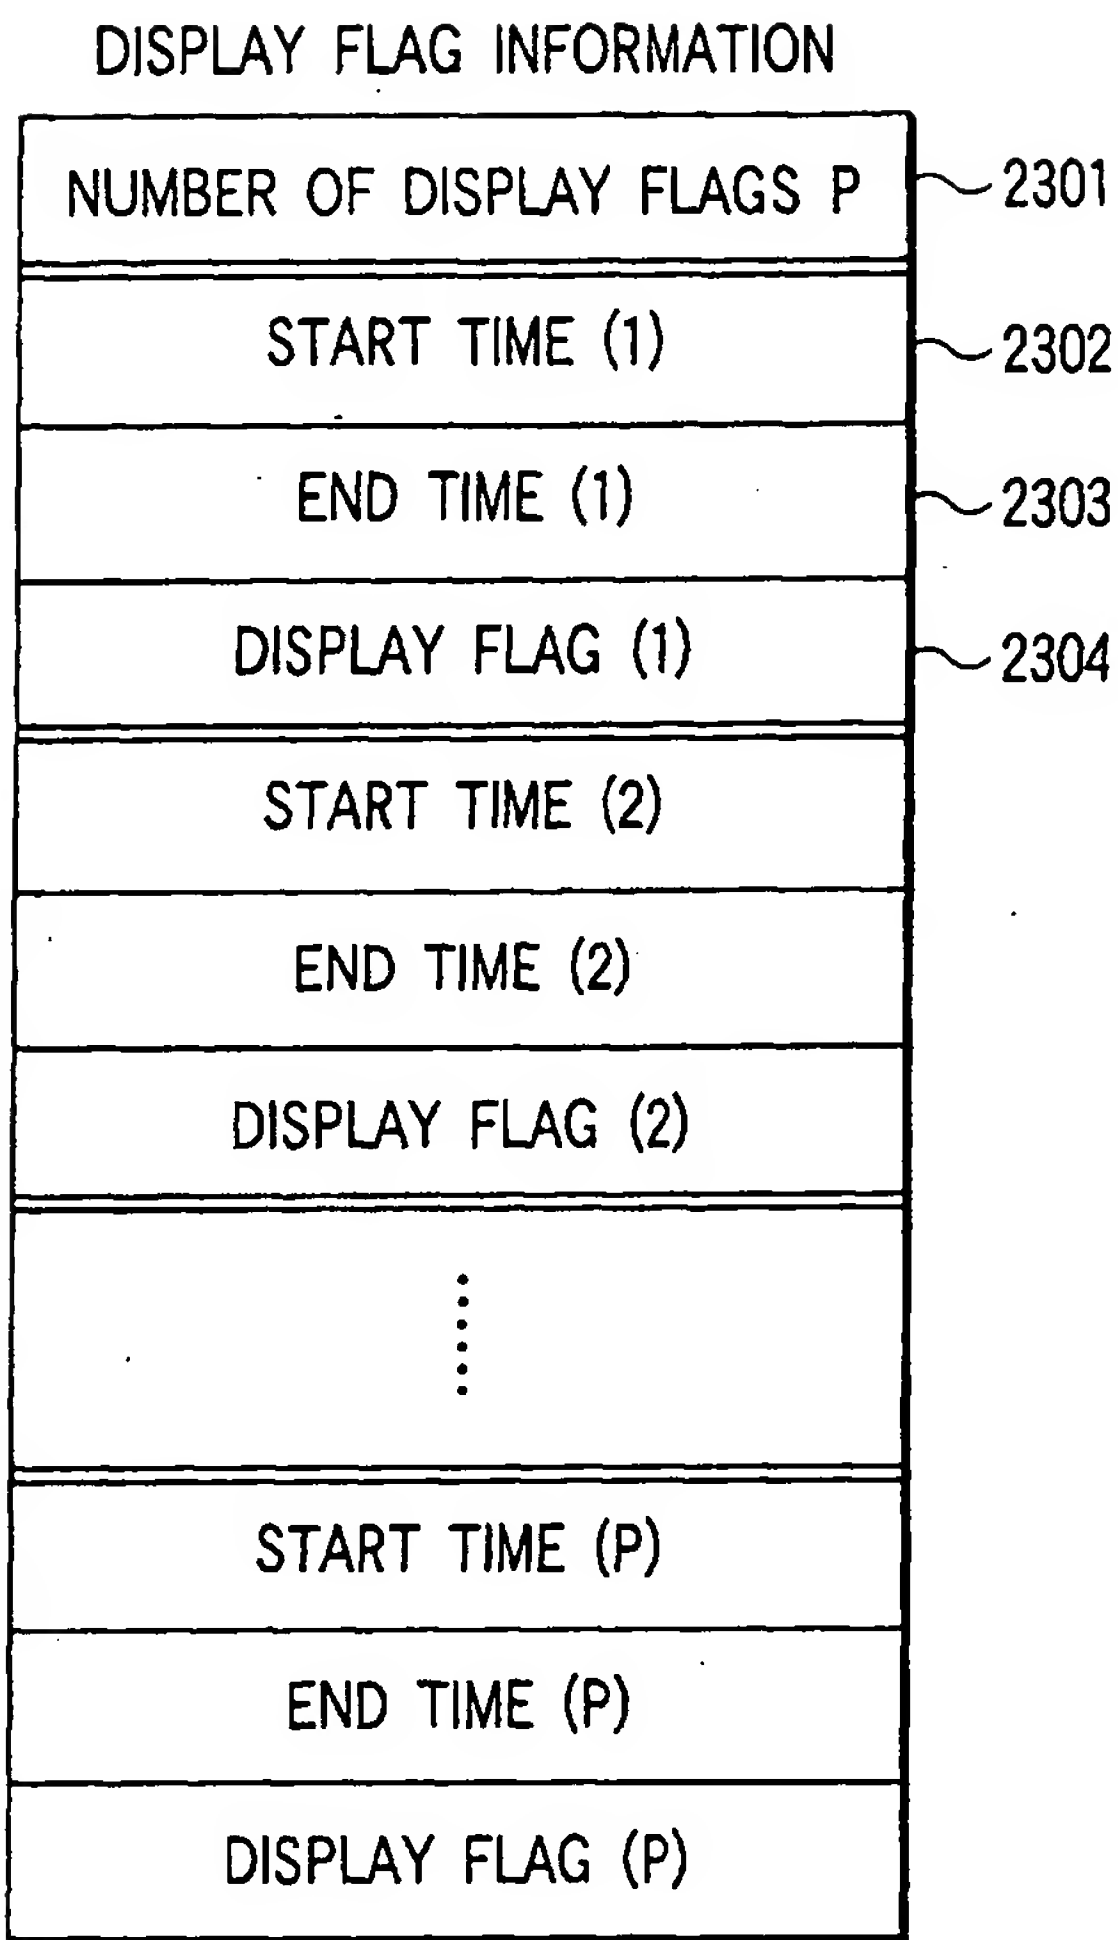 DISPLAY FLAG INFORMATION
NUMBER OF DISPLAY FLAGS P 2301
START TIME (1) 2302
END TIME (1) 2303
DISPLAY FLAG (1) 2304
START TIME (2)
END TIME (2)
DISPLAY FLAG (2)
START TIME (P)
END TIME (P)
DISPLAY FLAG (P)